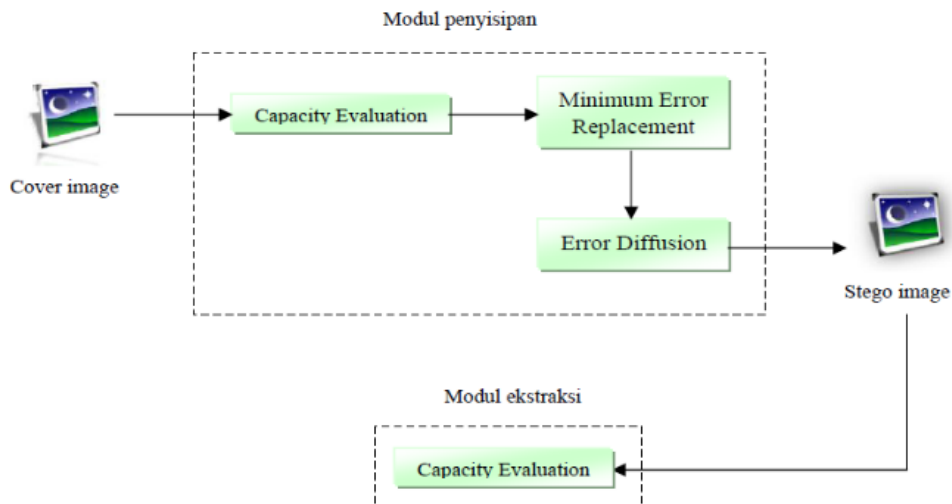 Modul penyisipan
Capacity Evaluation
Minimum Error
Replacement
Cover image
Error Diffusion
Stego image
Modul ekstraksi
Capacity Evaluation